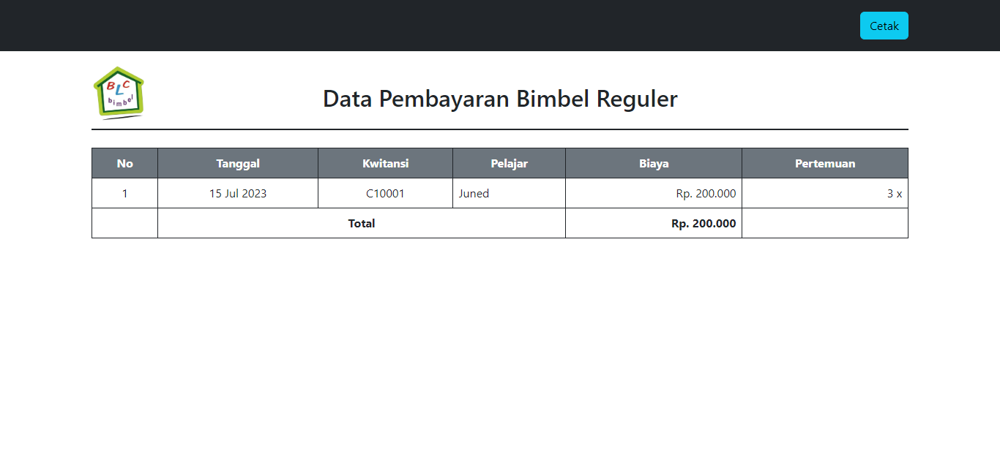 Cetak
BLC
bimbel
Data Pembayaran Bimbel Reguler
No Tanggal Kwitansi Pelajar Biaya Pertemuan
1 15 Jul 2023 C10001 Juned Rp. 200.000 3 x
Total Rp. 200.000